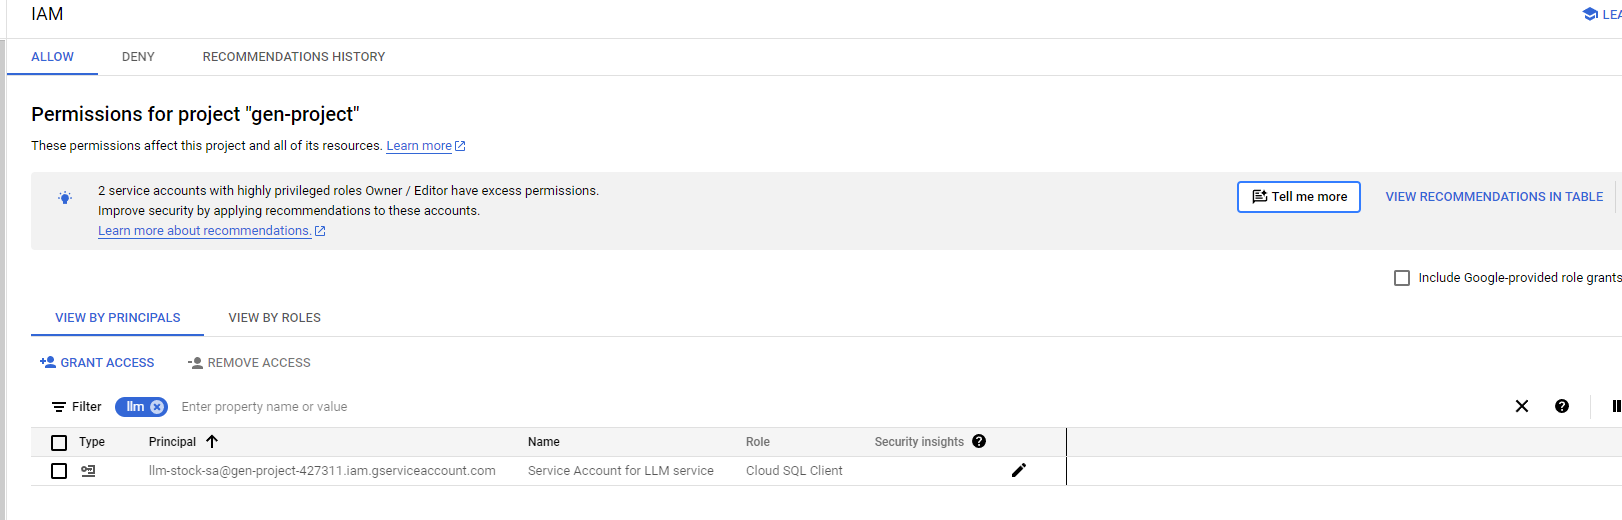 IAM
LEA
ALLOW DENY RECOMMENDATIONS HISTORY
Permissions for project "gen-project"
These permissions affect this project and all of its resources. Learn more
2 service accounts with highly privileged roles Owner / Editor have excess permissions.
Improve security by applying recommendations to these accounts.
Learn more about recommendations.
Tell me more VIEW RECOMMENDATIONS IN TABLE
Include Google-provided role grants
VIEW BY PRINCIPALS VIEW BY ROLES
GRANT ACCESS REMOVE ACCESS
Filter llm Enter property name or value
Type Principal Name Role Security insights
llm-stock-sa@gen-project-427311.iam.gserviceaccount.com Service Account for LLM service Cloud SQL Client